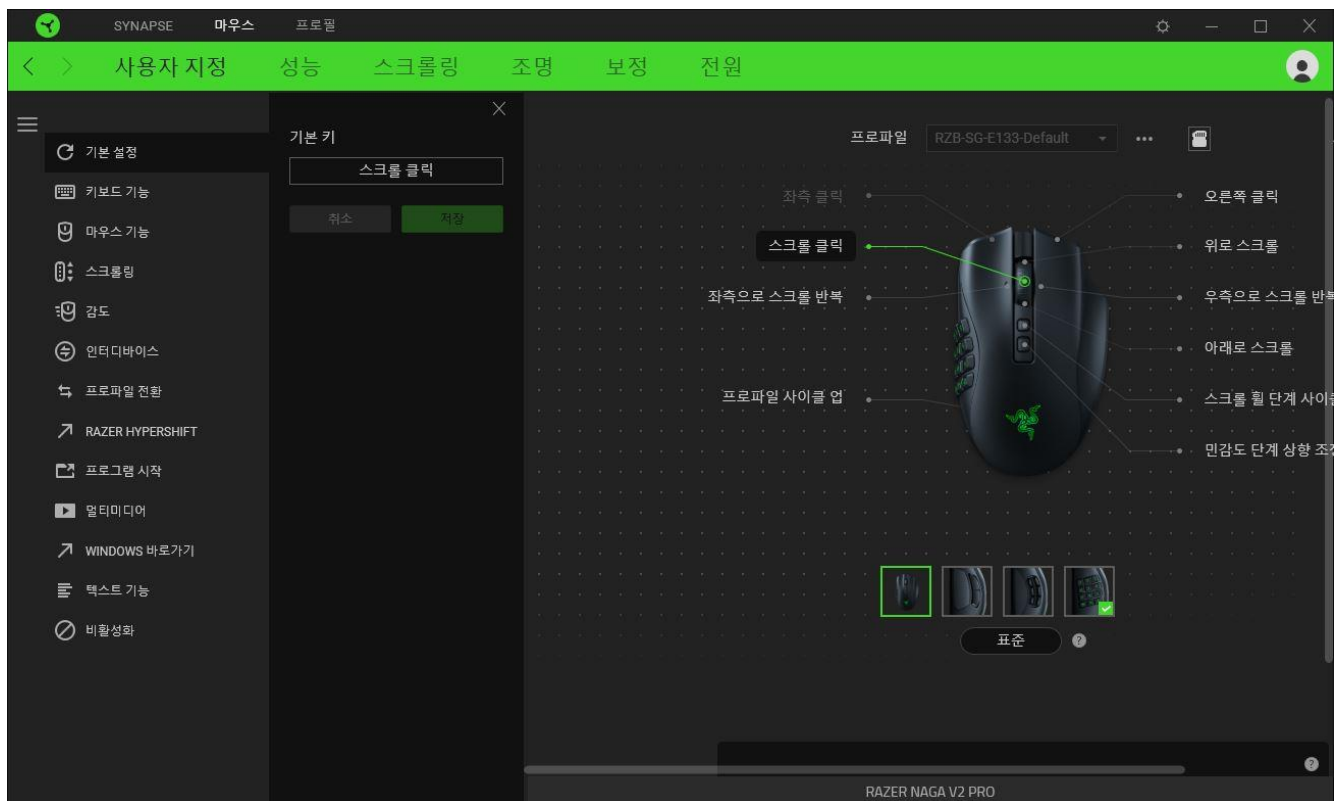 SYNAPSE 마우스 프로필
사용자 지정 성능 스크롤링 조명 보정 전원
기본 설정
키보드 기능
마우스 기능
스크롤링
감도
인터디바이스
프로파일 전환
RAZER HYPERSHIFT
프로그램 시작
멀티미디어
WINDOWS 바로가기
텍스트 기능
비활성화
기본 키
스크롤 클릭
취소 저장
프로파일 RZB-SG-E133-Default
좌측 클릭
스크롤 클릭
좌측으로 스크롤 반복
프로파일 사이클 업
오른쪽 클릭
위로 스크롤
우측으로 스크롤 반
아래로 스크롤
스크롤 휠 단계 사이
민감도 단계 상향 조
표준
RAZER NAGA V2 PRO